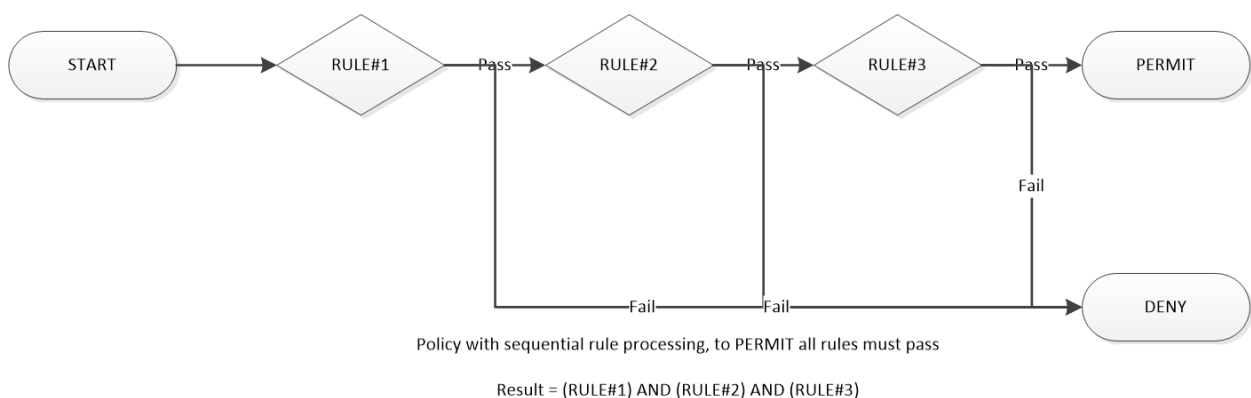 START
RULE#1
Pass
RULE#2
Pass
RULE#3
Pass
PERMIT
Fail
Fail
Fail
DENY
Policy with sequential rule processing, to PERMIT all rules must pass
Result = (RULE#1) AND (RULE#2) AND (RULE#3)